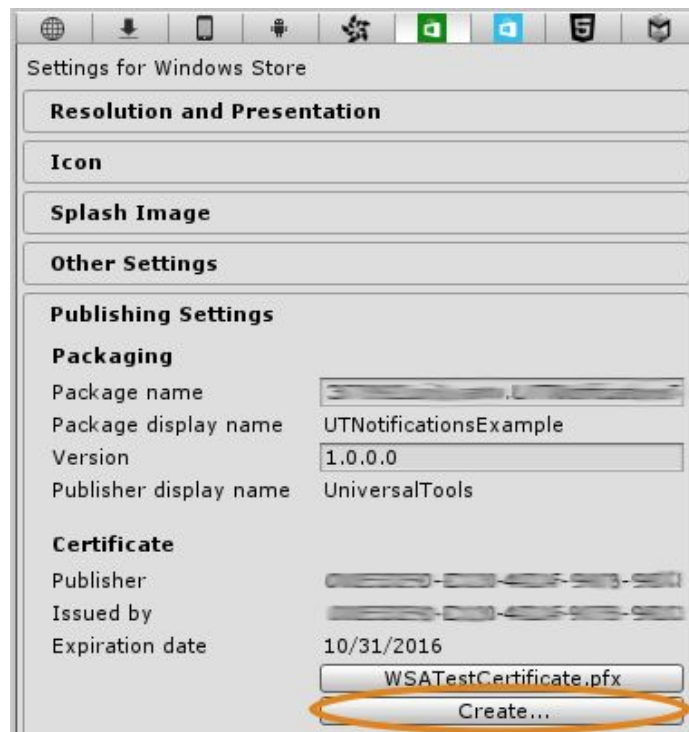 Settings for Windows Store
Resolution and Presentation
Icon
Splash Image
Other Settings
Publishing Settings
Packaging
Package name
Package display name UTNotificationsExample
Version 1.0.0.0
Publisher display name UniversalTools
Certificate
Publisher
Issued by
Expiration date 10/31/2016
WSATestCertificate.pfx
Create...